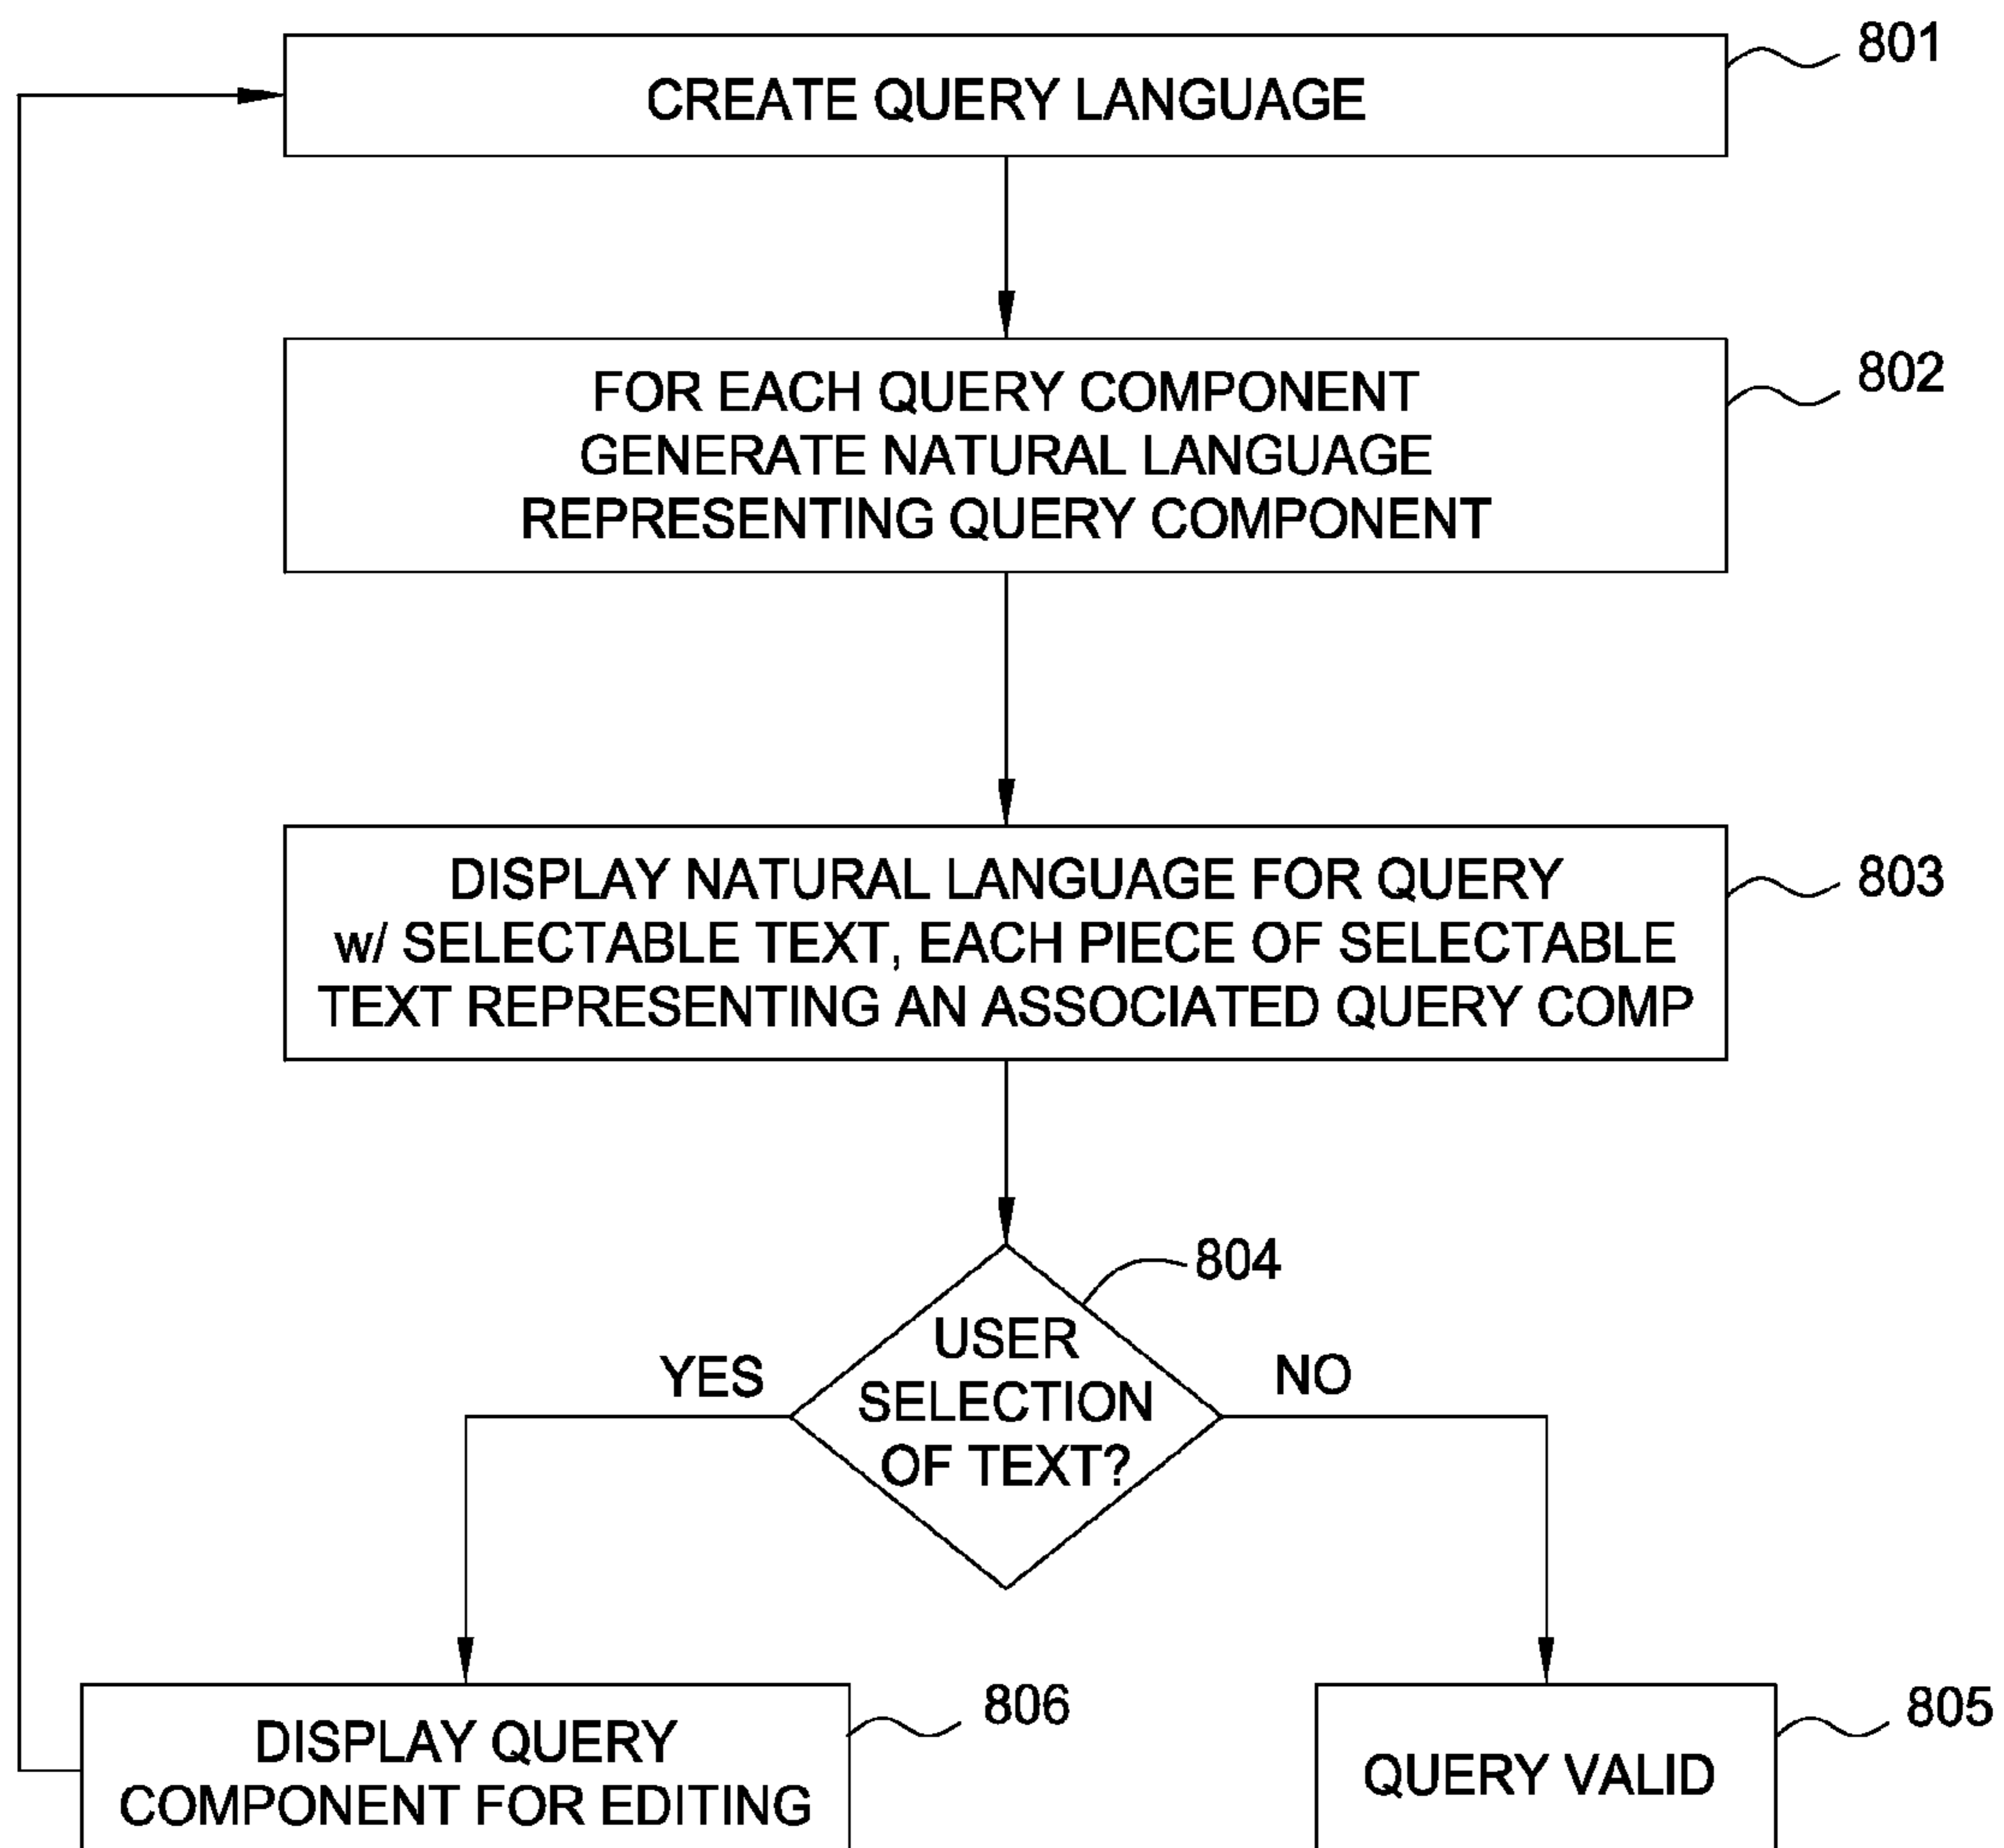 801
CREATE QUERY LANGUAGE
802
FOR EACH QUERY COMPONENT
GENERATE NATURAL LANGUAGE
REPRESENTING QUERY COMPONENT
803
DISPLAY NATURAL LANGUAGE FOR QUERY
w/ SELECTABLE TEXT, EACH PIECE OF SELECTABLE
TEXT REPRESENTING AN ASSOCIATED QUERY COMP
804
USER
SELECTION
OF TEXT?
YES
NO
806
DISPLAY QUERY
COMPONENT FOR EDITING
805
QUERY VALID